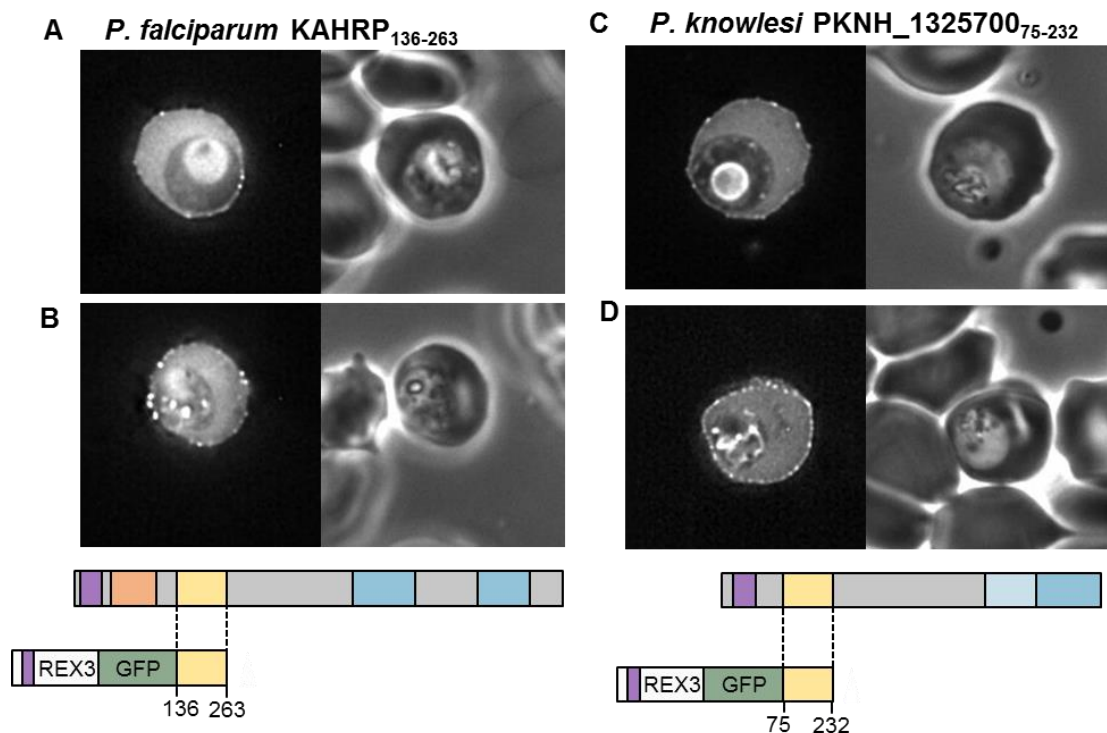 A P. falciparum KAHRP136-263
C P. knowlesi PKNH_132570075-232
B
D
REX3 GFP
136 263
REX3 GFP
75 232